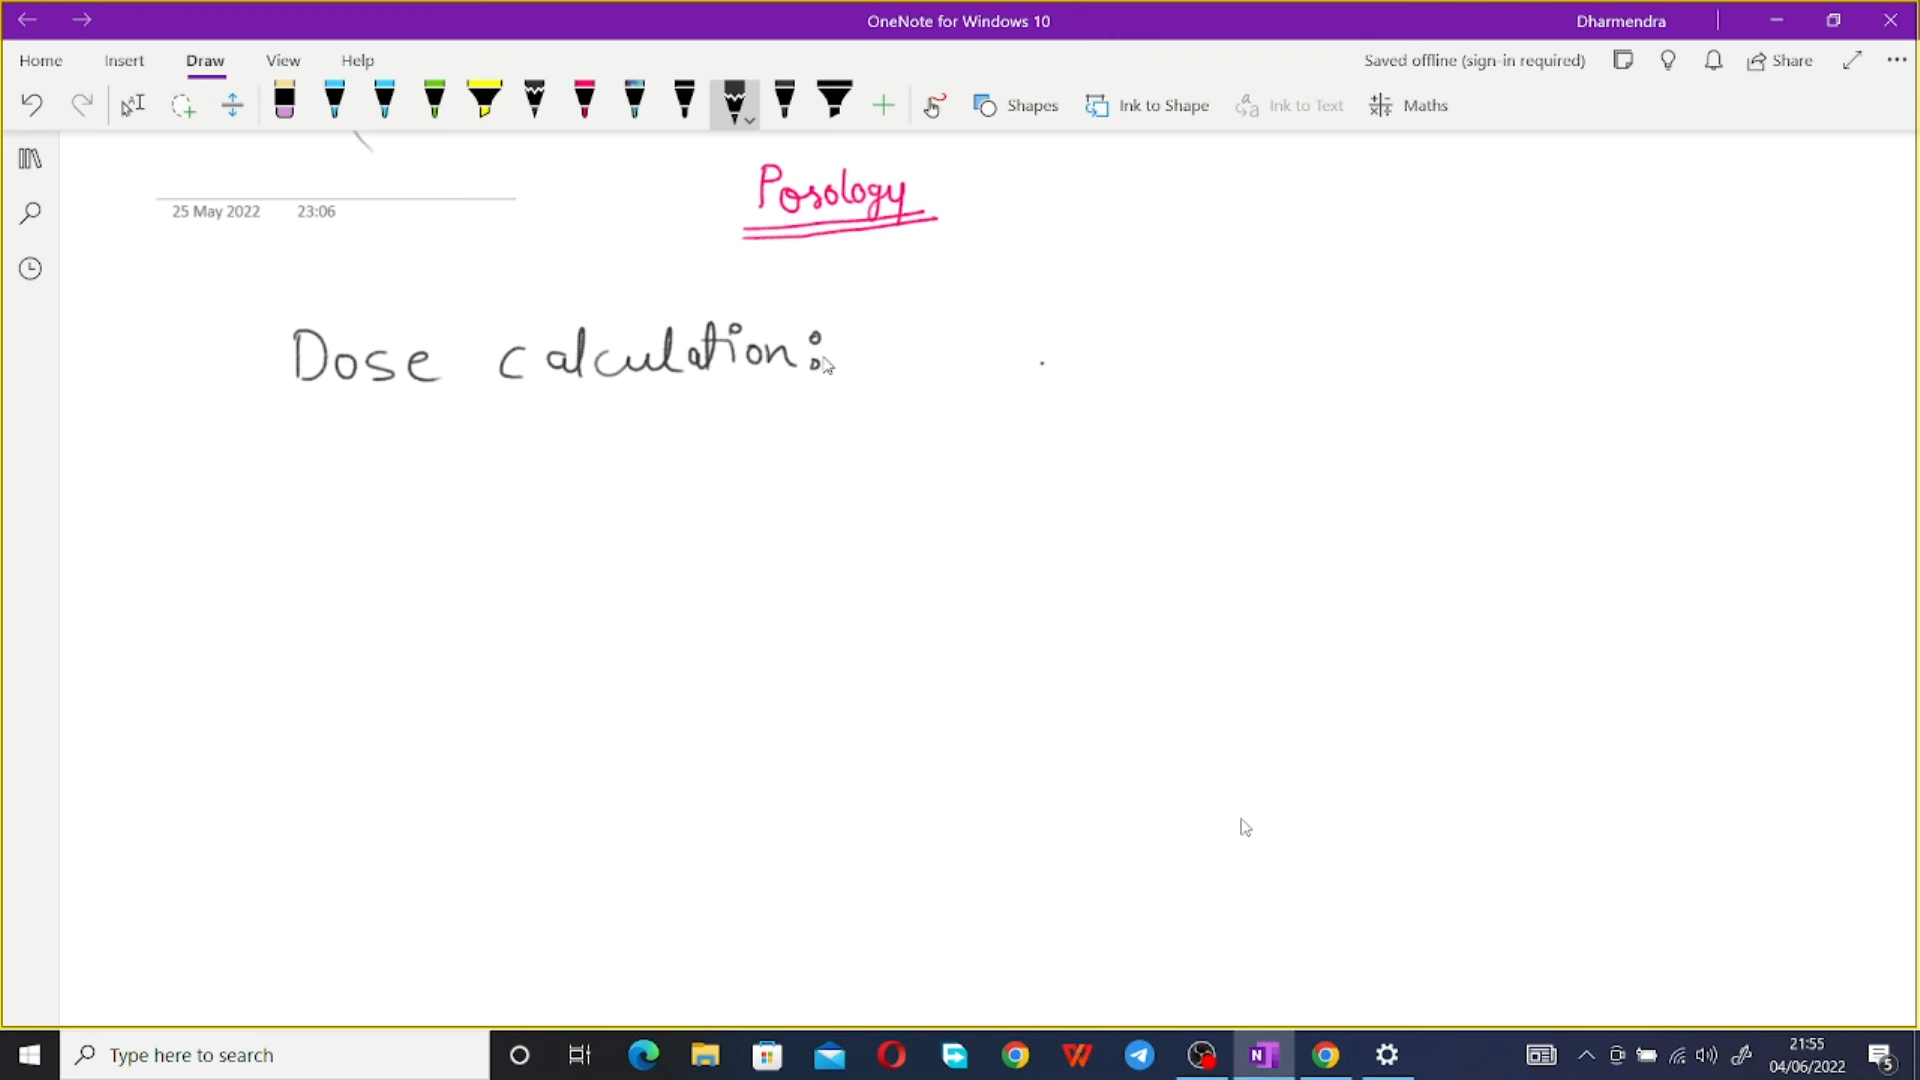 OneNote for Windows 10
Dharmendra
Home Insert Draw View Help
Saved offline (sign-in required)
Share
Shapes
Ink to Shape
Ink to Text
Maths
Posology
25 May 2022 23:06
Dose calculation:
Type here to search
21:55
04/06/2022
5